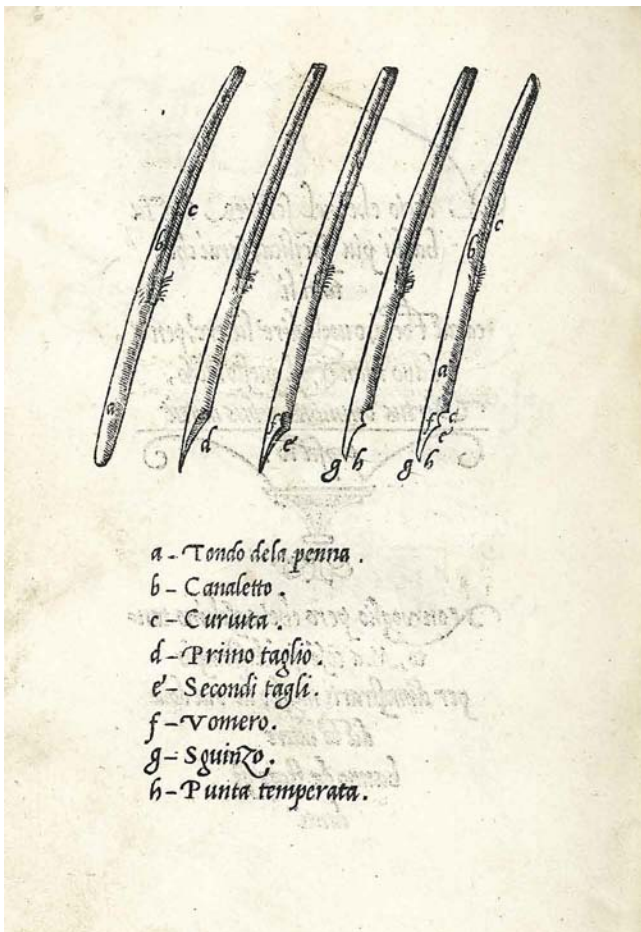 c
b
a
d
f
e
g
h
c
b
a
f
c
e
g
h
a – Tondo dela penna .
b – Canaletto .
c – Curuita .
d – Primo taglio .
e – Secondi tagli .
f – Vomero .
g – Sguinzo .
h – Punta temperata .